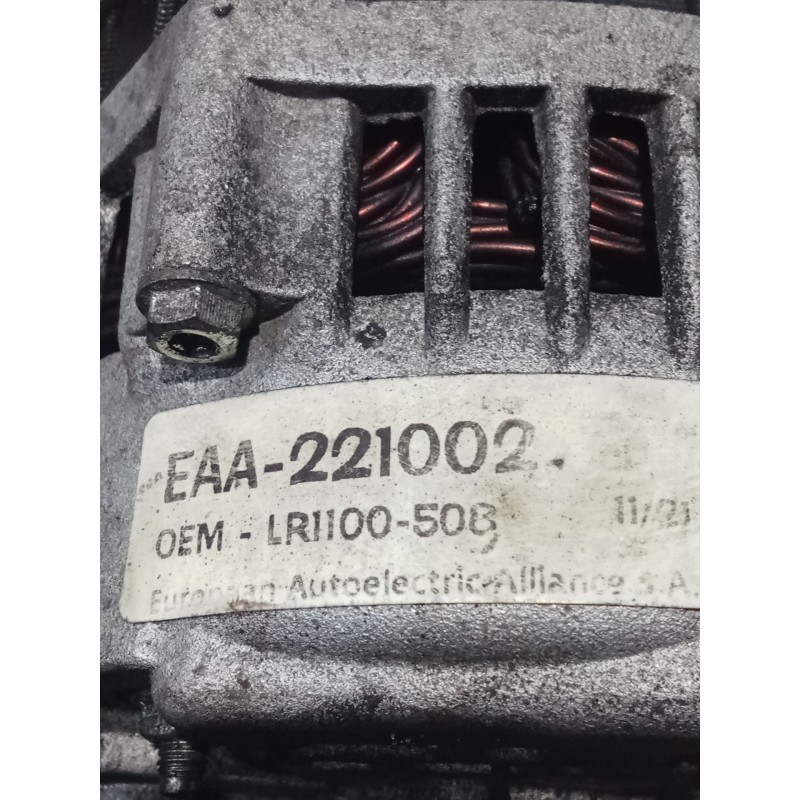 EAA-221002
OEM - LR1100-508
11/21
European Autoelectric Alliance S.A.